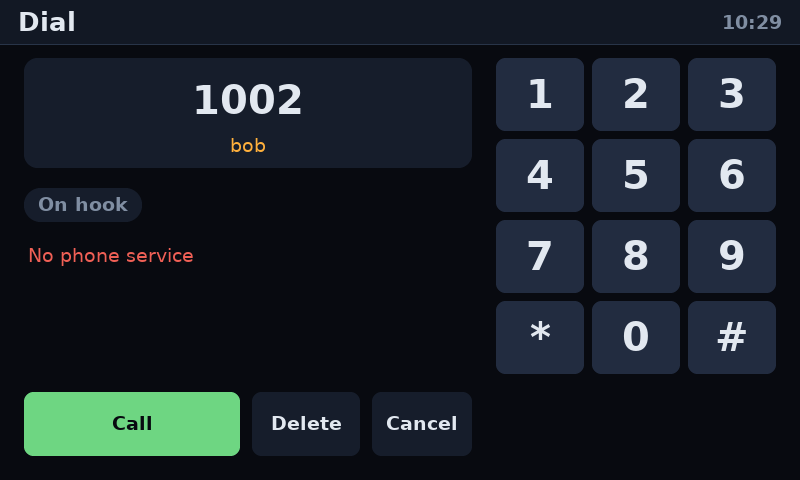 Dial
10:29
1002
bob
On hook
No phone service
1 2 3
4 5 6
7 8 9
* 0 #
Call Delete Cancel